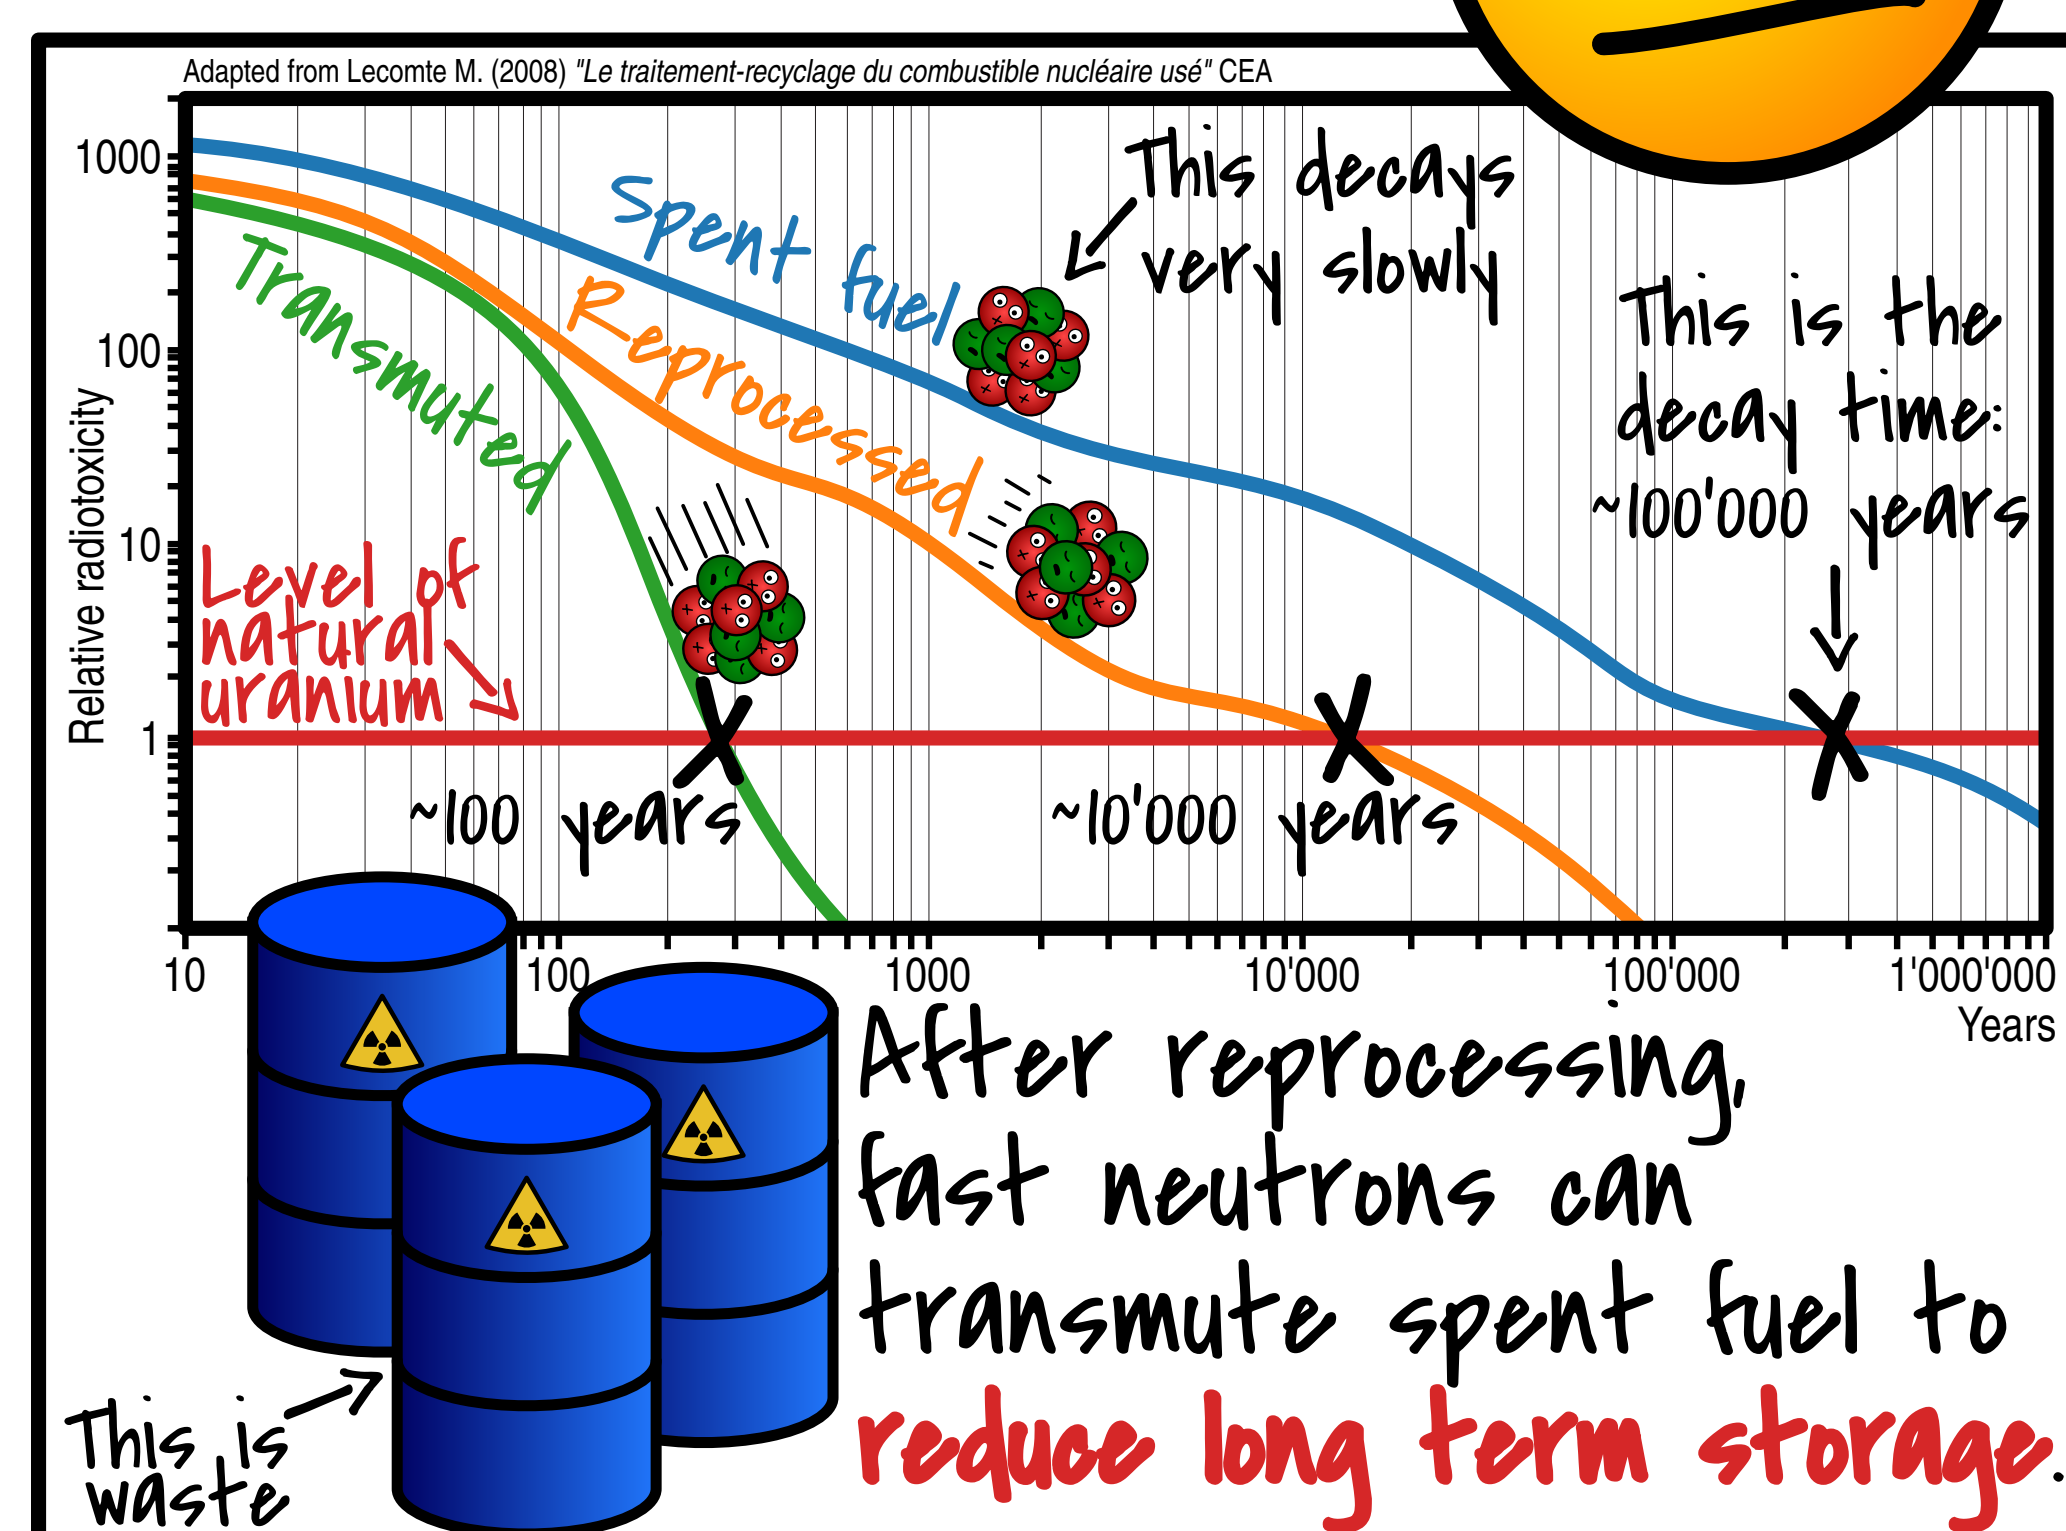 Adapted from Lecomte M. (2008) "Le traitement-recyclage du combustible nucléaire usé" CEA
1000
100
10
1
Relative radiotoxicity
Spent fuel
Reprocessed
Transmuted
This decays
very slowly
This is the
decay time:
~100'000 years
Level of
natural
uranium
~100 years
~10'000 years
10
100
1000
10'000
100'000
1'000'000
Years
After reprocessing,
fast neutrons can
transmute spent fuel to
reduce long term storage.
This is
waste